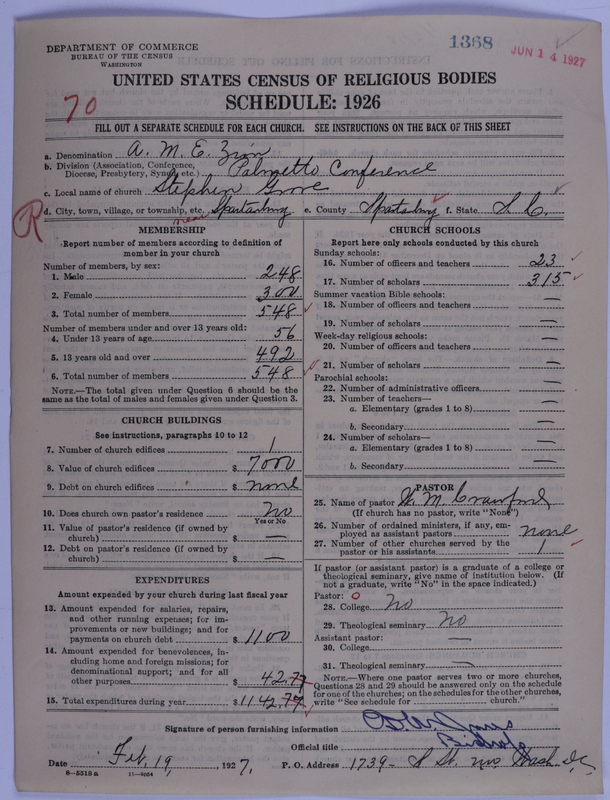 DEPARTMENT OF COMMERCE
BUREAU OF THE CENSUS
WASHINGTON
1368
JUN 14 1927
UNITED STATES CENSUS OF RELIGIOUS BODIES
SCHEDULE: 1926
70
FILL OUT A SEPARATE SCHEDULE FOR EACH CHURCH. SEE INSTRUCTIONS ON THE BACK OF THIS SHEET
a. Denomination A. M. E. Zion
b. Division (Association, Conference, Diocese, Presbytery, Synod, etc.) Palmetto Conference
c. Local name of church Stephen Grove
d. City, town, village, or township, etc. near Spartanburg e. County Spartanburg f. State S. C.
R
MEMBERSHIP
Report number of members according to definition of
member in your church
Number of members, by sex:
1. Male 248
2. Female 300
3. Total number of members 548
Number of members under and over 13 years old:
4. Under 13 years of age 56
5. 13 years old and over 492
6. Total number of members 548
NOTE.—The total given under Question 6 should be the
same as the total of males and females given under Question 3.
CHURCH BUILDINGS
See instructions, paragraphs 10 to 12
7. Number of church edifices 1
8. Value of church edifices $ 7000
9. Debt on church edifices $ none
10. Does church own pastor's residence? No
Yes or No
11. Value of pastor's residence (if owned by
church) $ —
12. Debt on pastor's residence (if owned by
church) $ —
EXPENDITURES
Amount expended by your church during last fiscal year
13. Amount expended for salaries, repairs,
and other running expenses; for im-
provements or new buildings; and for
payments on church debt $ 1100
14. Amount expended for benevolences, in-
cluding home and foreign missions; for
denominational support; and for all
other purposes $ 42.77
15. Total expenditures during year $ 1142.77
CHURCH SCHOOLS
Report here only schools conducted by this church
Sunday schools:
16. Number of officers and teachers 23
17. Number of scholars 315
Summer vacation Bible schools:
18. Number of officers and teachers —
19. Number of scholars —
Week-day religious schools:
20. Number of officers and teachers —
21. Number of scholars —
Parochial schools:
22. Number of administrative officers —
23. Number of teachers—
a. Elementary (grades 1 to 8) —
b. Secondary —
24. Number of scholars—
a. Elementary (grades 1 to 8) —
b. Secondary —
PASTOR
25. Name of pastor W. M. Crawford
(If church has no pastor, write "None")
26. Number of ordained ministers, if any, em-
ployed as assistant pastors none
27. Number of other churches served by the
pastor or his assistants 1
If pastor (or assistant pastor) is a graduate of a college or
theological seminary, give name of institution below. (If
not a graduate, write "No" in the space indicated.)
Pastor: 0
28. College No
29. Theological seminary No
Assistant pastor: —
30. College
31. Theological seminary —
NOTE.—Where one pastor serves two or more churches,
Questions 28 and 29 should be answered only on the schedule
for one of the churches; on the schedules for the other churches,
write "See schedule for church."
Signature of person furnishing information
Official title Bishop
Date Feb. 19, 1927. P. O. Address 1739- S St. NW Wash. D.C.
8-5318a 11-9034